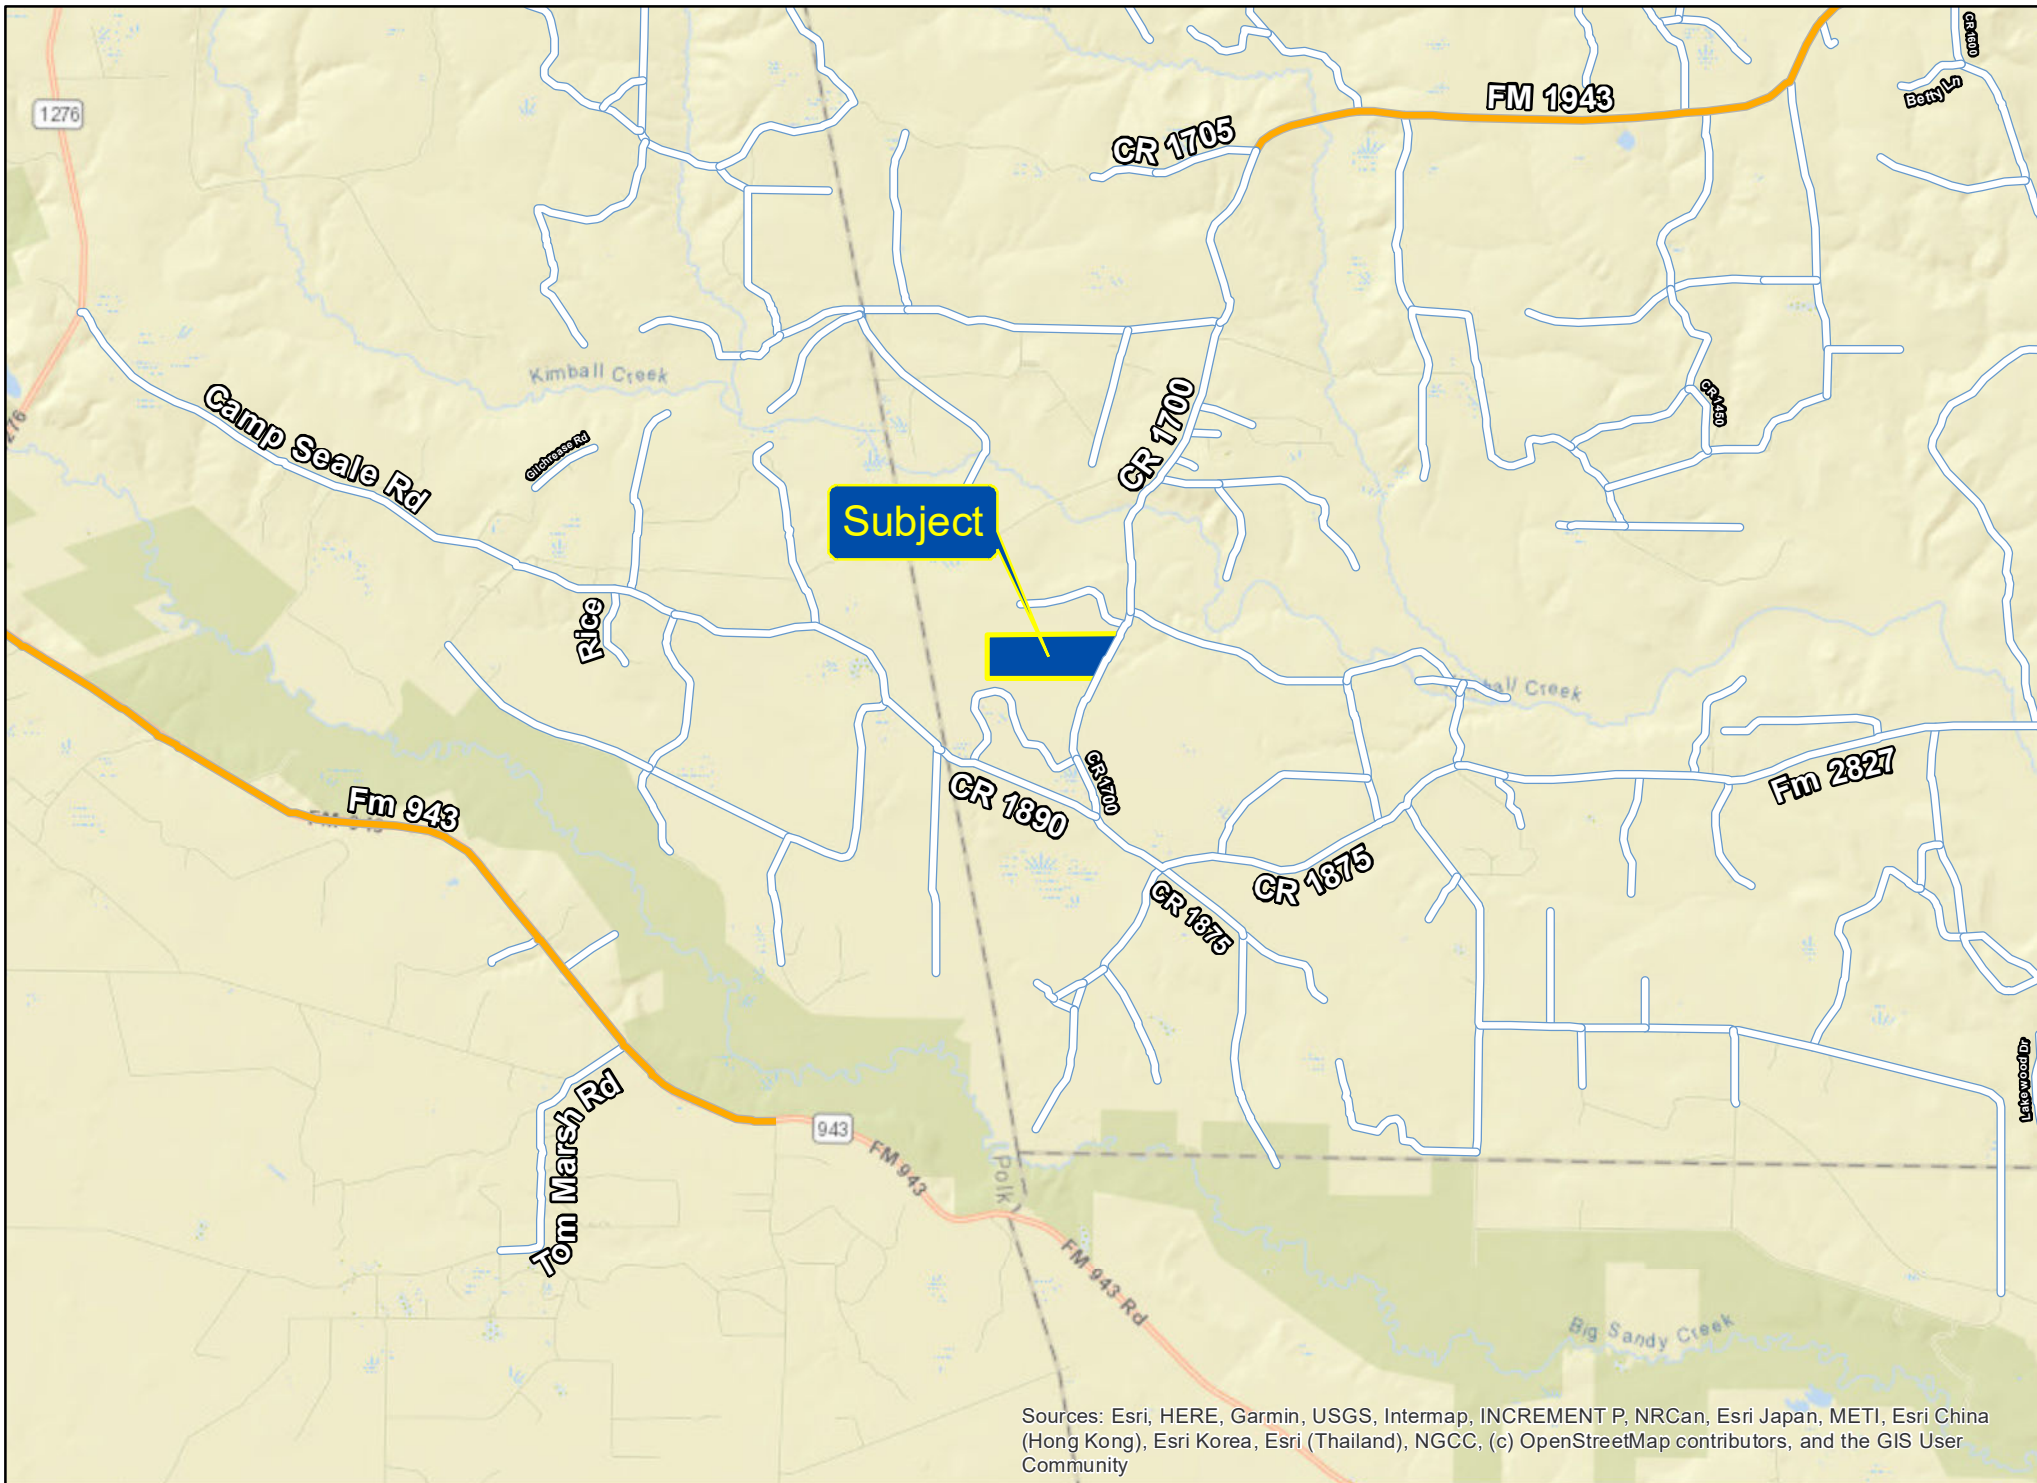 CR 1600
FM 1943
Betty Ln
1276
CR 1705
Kimball Creek
CR 1700
CR 1450
Camp Seale Rd
Gilchrease Rd
276
Subject
Rice
Creek
CR 1700
Fm 2827
CR 1890
Fm 943
CR 1875
CR 1875
Lakewood Dr
Tom Marsh Rd
943
FM 943
Polk
FM 943 Rd
Big Sandy Creek
Sources: Esri, HERE, Garmin, USGS, Intermap, INCREMENT P, NRCan, Esri Japan, METI, Esri China
(Hong Kong), Esri Korea, Esri (Thailand), NGCC, (c) OpenStreetMap contributors, and the GIS User
Community